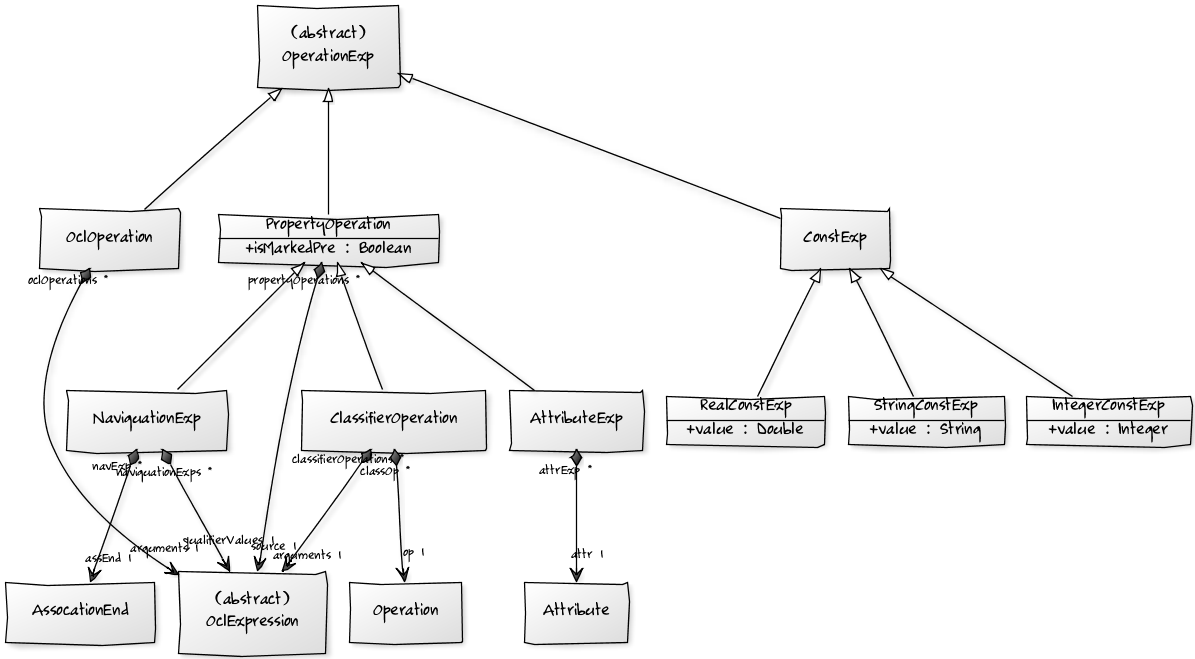 (abstract)
OperationExp
OclOperation
PropertyOperation
+isMarkedPre : Boolean
ConstExp
oclOperations *
propertyOperations *
NaviguationExp
ClassifierOperation
AttributeExp
RealConstExp
+value : Double
StringConstExp
+value : String
IntegerConstExp
+value : Integer
navExp *
naviguationExps *
classifierOperations
classOp *
attrExp *
assEnd 1
arguments 1
qualifierValues 1
source 1
arguments 1
op 1
attr 1
AssocationEnd
(abstract)
OclExpression
Operation
Attribute